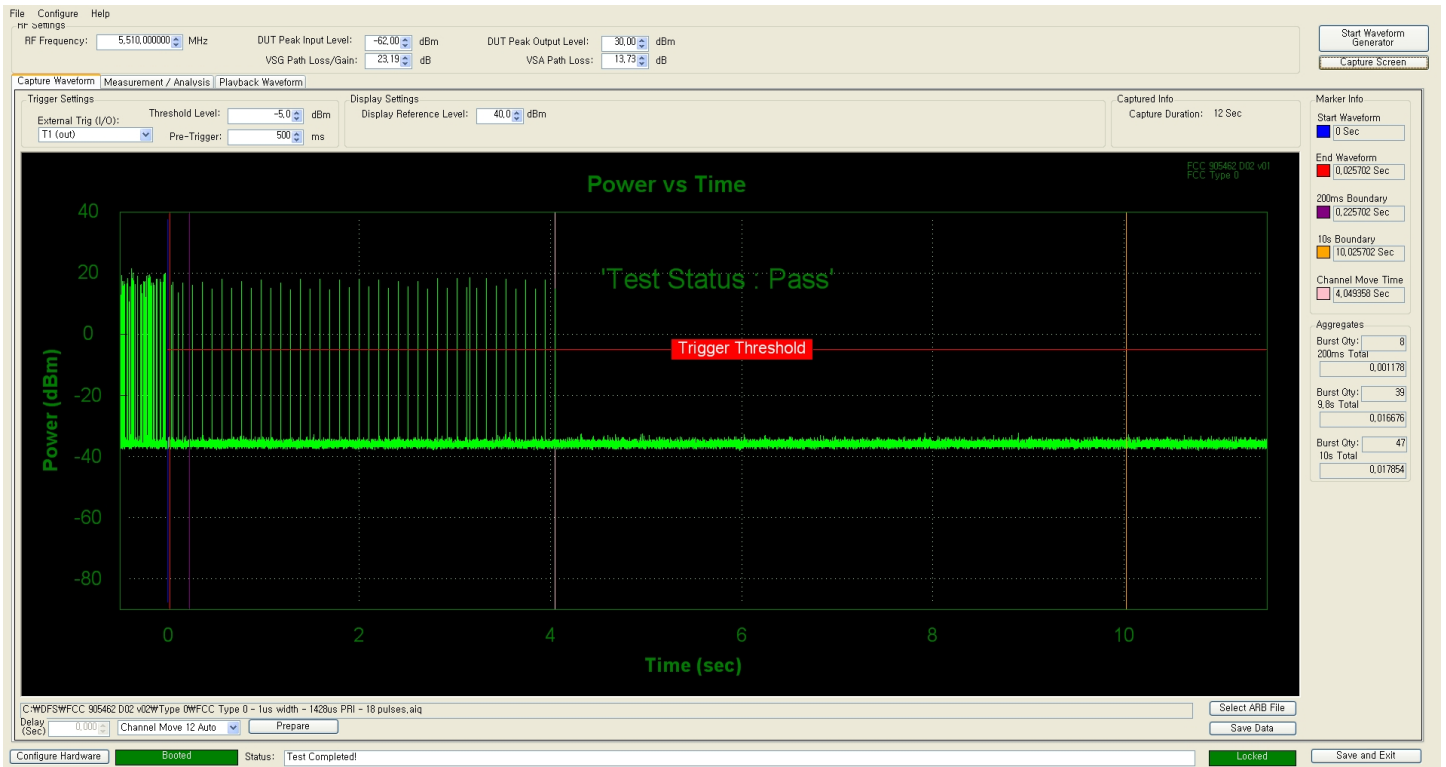 File Configure Help
RF Settings
RF Frequency: 5,510,000000 MHz DUT Peak Input Level: -62,00 dBm DUT Peak Output Level: 30,00 dBm
VSG Path Loss/Gain: 23,19 dB VSA Path Loss: 13,73 dB
Start Waveform
Generator
Capture Screen
Capture Waveform Measurement / Analysis Playback Waveform
Trigger Settings
External Trig (I/O):
T1 (out)
Threshold Level: -5,0 dBm
Pre-Trigger: 500 ms
Display Settings
Display Reference Level: 40,0 dBm
Captured Info
Capture Duration: 12 Sec
Marker Info
Start Waveform
0 Sec
End Waveform
0,025702 Sec
200ms Boundary
0,225702 Sec
10s Boundary
10,025702 Sec
Channel Move Time
4,049358 Sec
Aggregates
Burst Qty: 8
200ms Total
0,001178
Burst Qty: 39
9,8s Total
0,016676
Burst Qty: 47
10s Total
0,017854
FCC 905462 D02 v01
FCC Type 0
Power vs Time
'Test Status : Pass'
Trigger Threshold
Power (dBm)
40
20
0
-20
-40
-60
-80
0 2 4 6 8 10
Time (sec)
C:₩DFS₩FCC 905462 D02 v02₩Type 0₩FCC Type 0 - 1us width - 1428us PRI - 18 pulses,aiq
Select ARB File
Delay
(Sec) 0,000 Channel Move 12 Auto Prepare
Save Data
Configure Hardware Booted Status: Test Completed! Locked Save and Exit